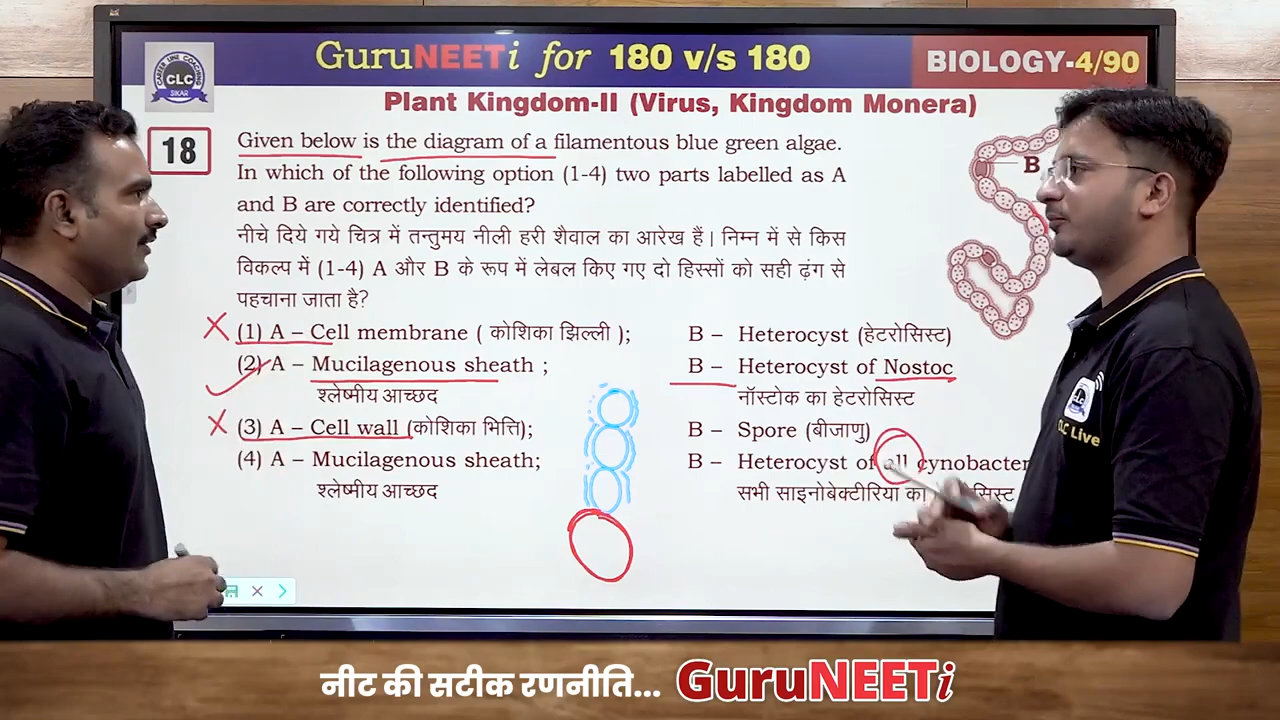 GuruNEETi for 180 v/s 180
BIOLOGY-4/90
CAREER LINE COACHING
CLC
SIKAR
Plant Kingdom-II (Virus, Kingdom Monera)
18
Given below is the diagram of a filamentous blue green algae.
In which of the following option (1-4) two parts labelled as A
and B are correctly identified?
नीचे दिये गये चित्र में तन्तुमय नीली हरी शैवाल का आरेख हैं। निम्न में से किस
विकल्प में (1-4) A और B के रूप में लेबल किए गए दो हिस्सों को सही ढ़ंग से
पहचाना जाता है?
B
(1) A – Cell membrane ( कोशिका झिल्ली ); B – Heterocyst (हेटरोसिस्ट)
(2) A – Mucilagenous sheath ; B – Heterocyst of Nostoc
श्लेष्मीय आच्छद नॉस्टोक का हेटरोसिस्ट
(3) A – Cell wall (कोशिका भित्ति); B – Spore (बीजाणु)
(4) A – Mucilagenous sheath; B – Heterocyst of all cynobacter
श्लेष्मीय आच्छद सभी साइनोबेक्टीरिया का
CLC
CLC Live
नीट की सटीक रणनीति... GuruNEETi